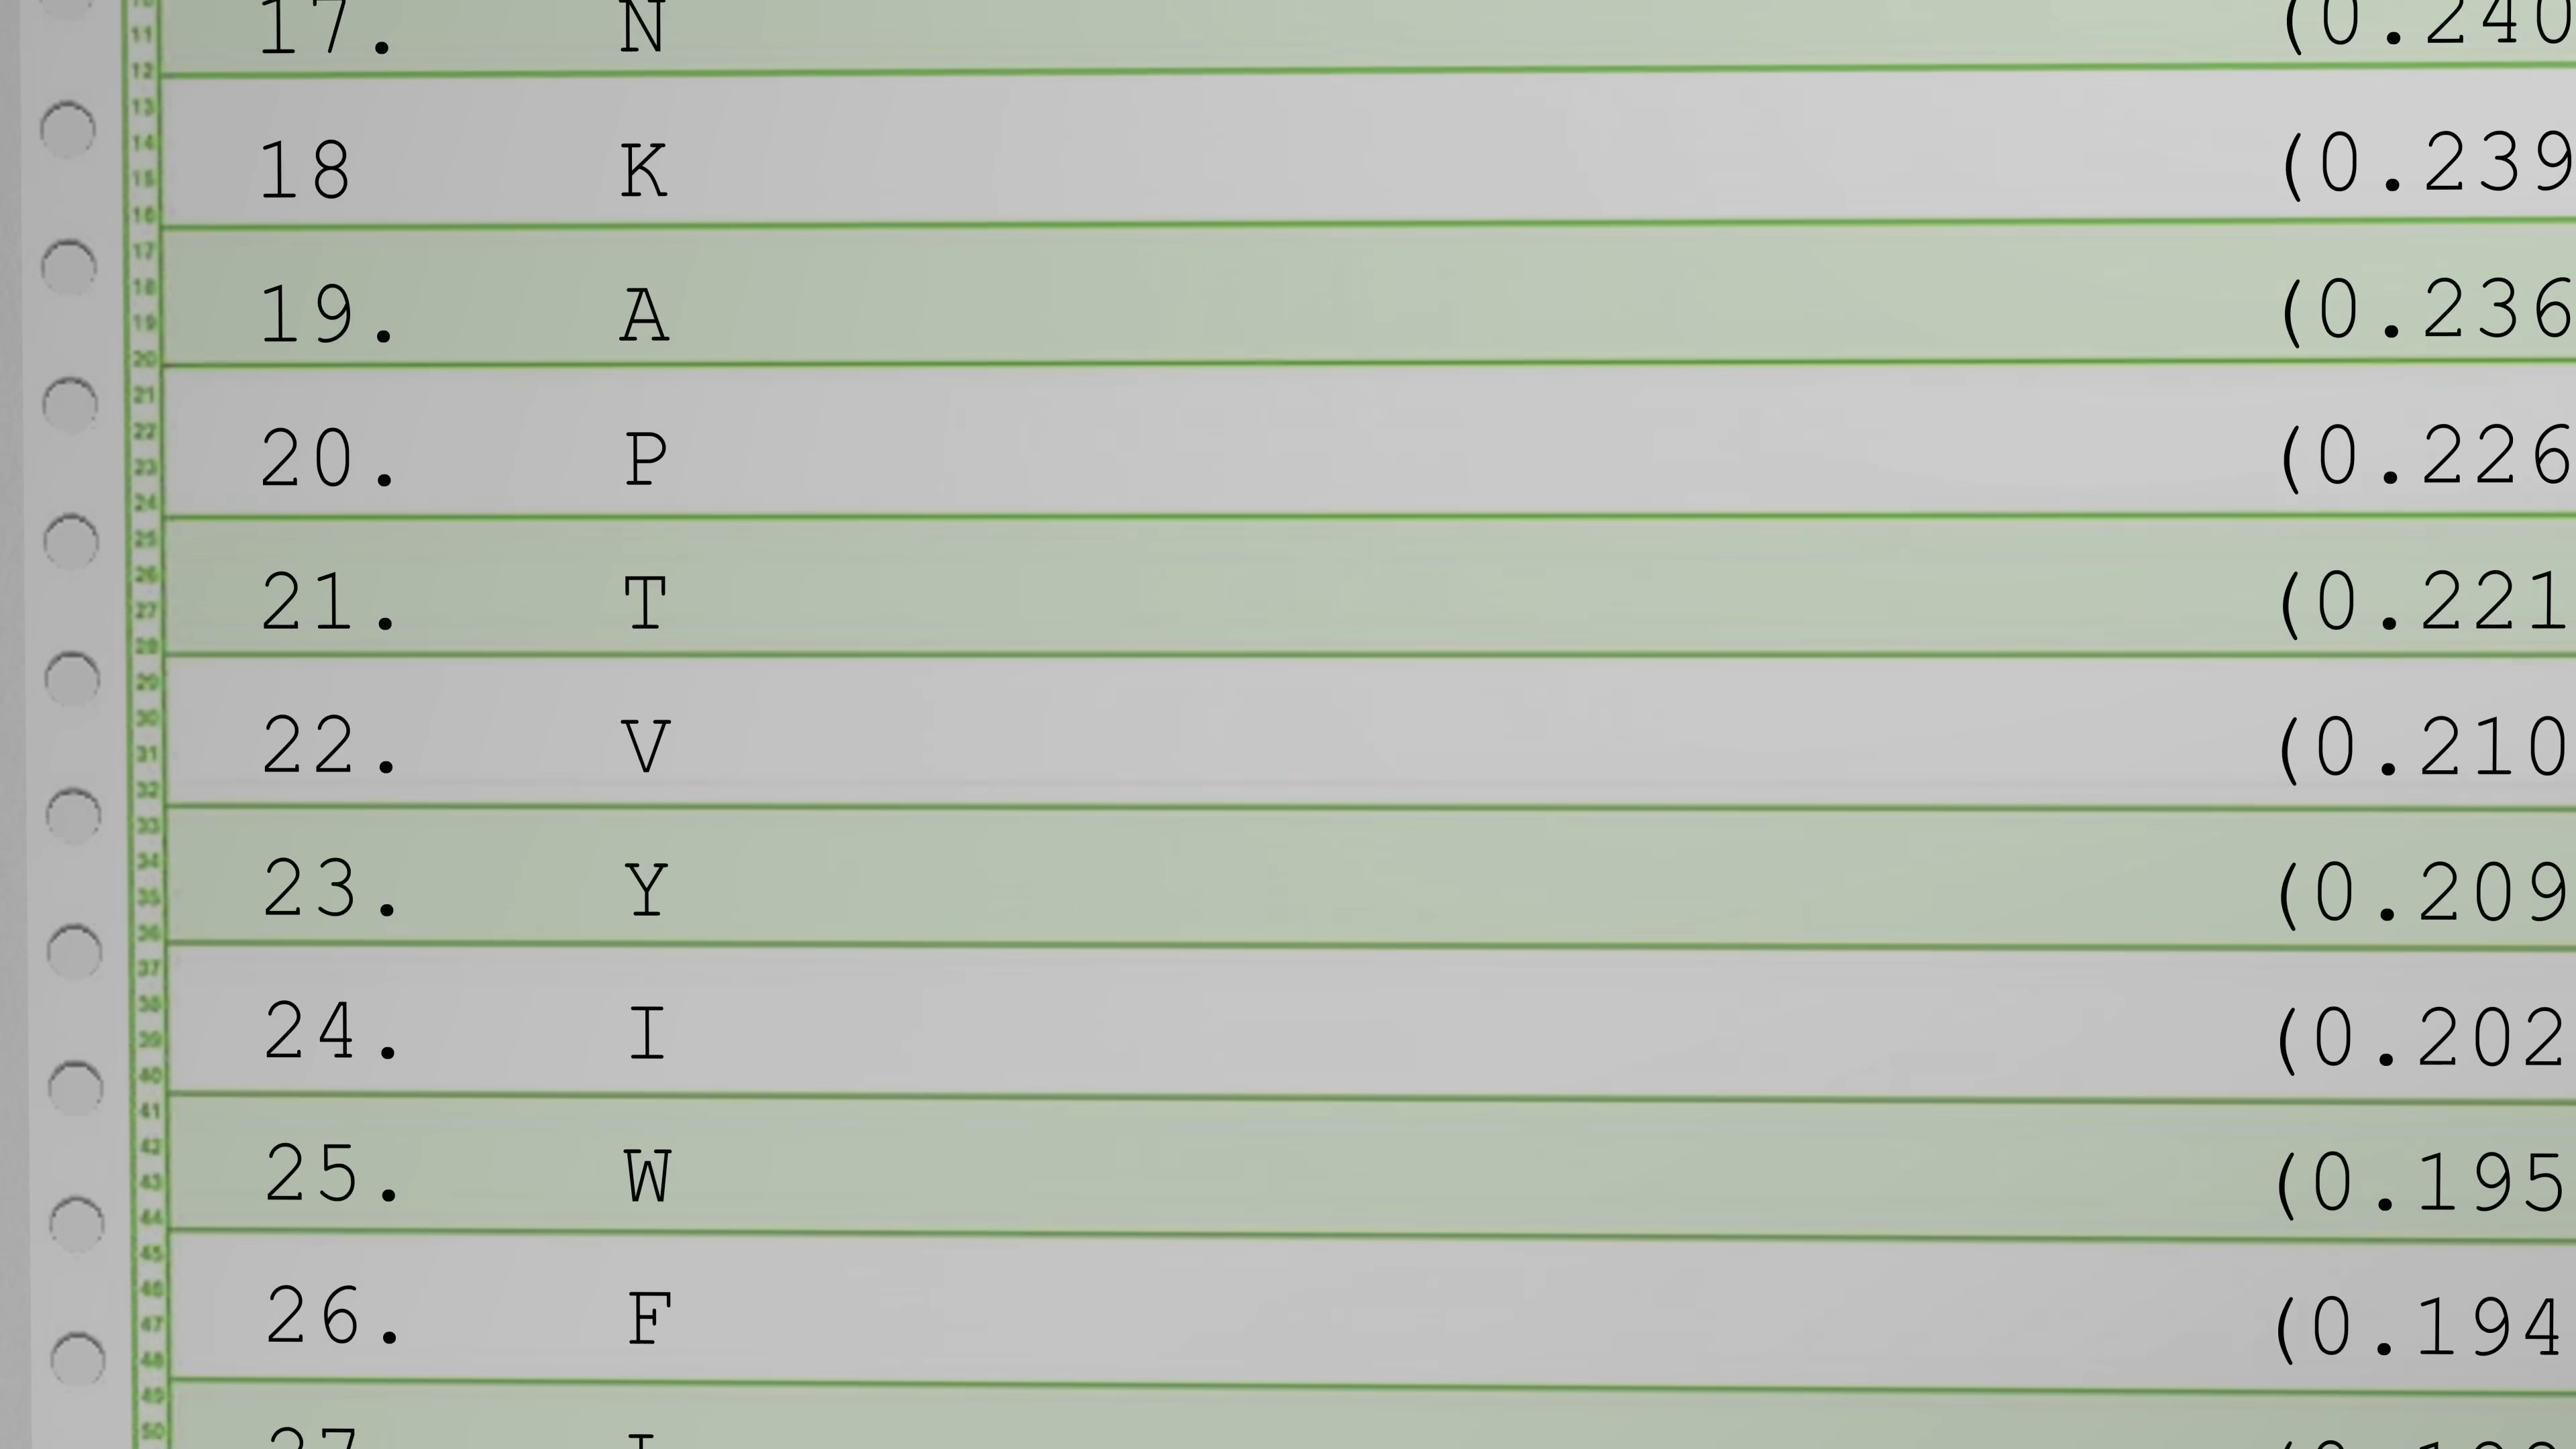 17. N (0.240
18 K (0.239
19. A (0.236
20. P (0.226
21. T (0.221
22. V (0.210
23. Y (0.209
24. I (0.202
25. W (0.195
26. F (0.194
27